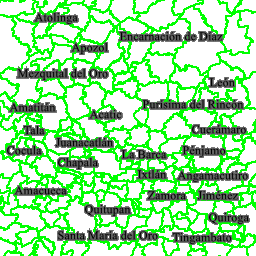 Atolinga
Encarnación de Díaz
Apozol
Mezquital del Oro
León
Amatitán
Purísima del Rincón
Acatic
Tala
Cuerámaro
Juanacatlán
Cocula
La Barca
Pénjamo
Chapala
Ixtlán
Angamacutiro
Amacueca
Zamora
Jiménez
Quitupan
Quiroga
Santa María del Oro
Tingambato